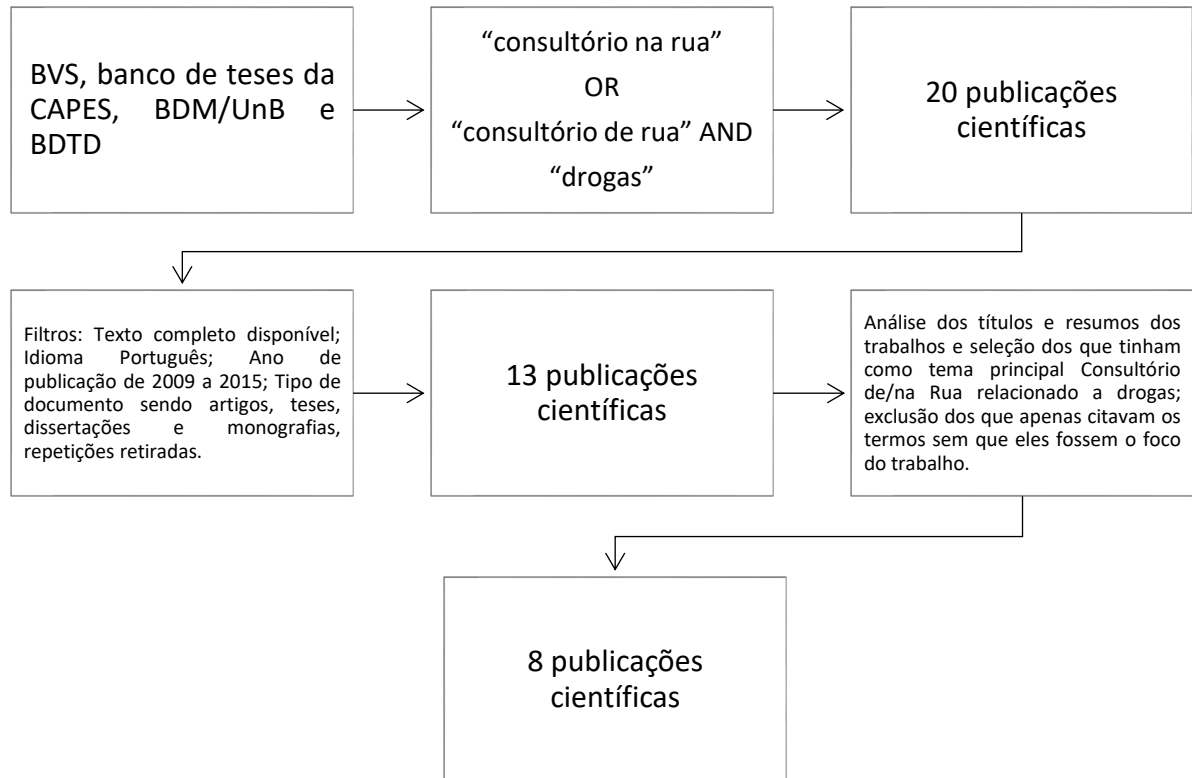 BVS, banco de teses da
CAPES, BDM/UnB e
BDTD
“consultório na rua”
OR
“consultório de rua” AND
“drogas”
20 publicações
científicas
Filtros: Texto completo disponível;
Idioma Português; Ano de
publicação de 2009 a 2015; Tipo de
documento sendo artigos, teses,
dissertações e monografias,
repetições retiradas.
13 publicações
científicas
Análise dos títulos e resumos dos
trabalhos e seleção dos que tinham
como tema principal Consultório
de/na Rua relacionado a drogas;
exclusão dos que apenas citavam os
termos sem que eles fossem o foco
do trabalho.
8 publicações
científicas